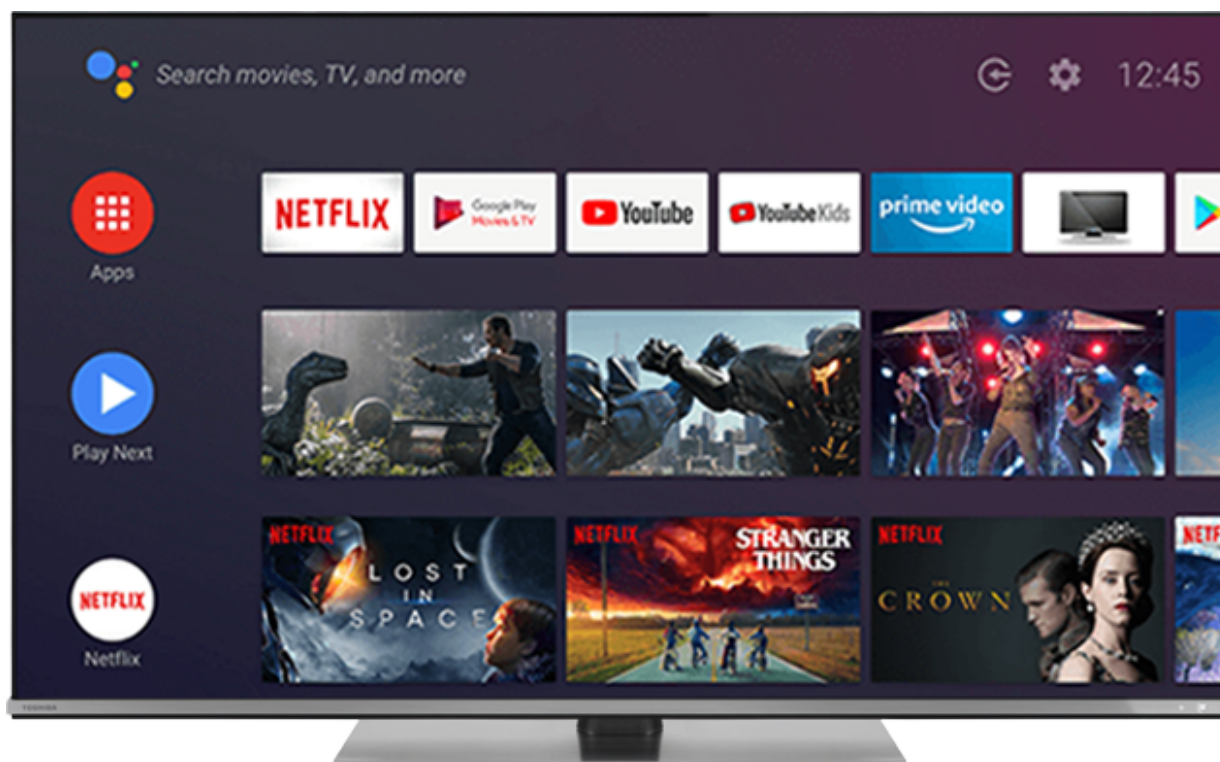 Search movies, TV, and more
12:45
NETFLIX
Google Play
Movies & TV
YouTube
YouTube Kids
prime video
Apps
Play Next
NETFLIX
LOST
IN
SPACE
NETFLIX
STRANGER
THINGS
NETFLIX
THE
CROWN
NETF
NETFLIX
Netflix
TOSHIBA